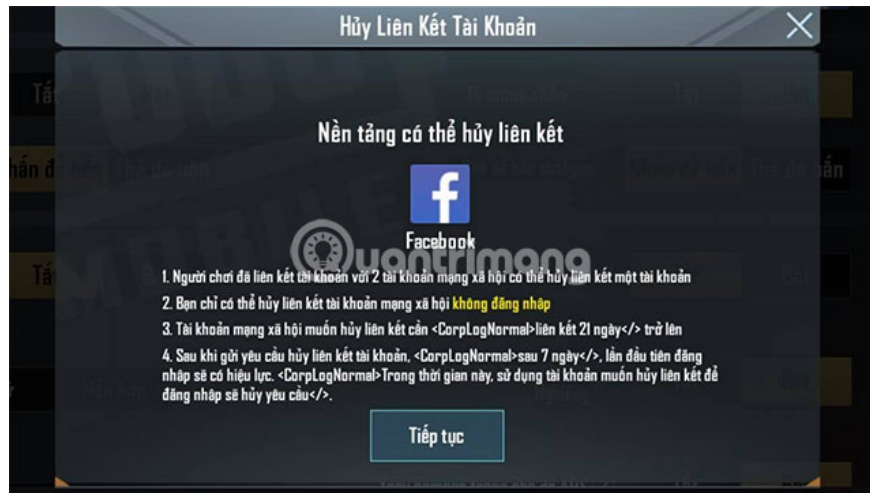 Hủy Liên Kết Tài Khoản
Nền tảng có thể hủy liên kết
Facebook
Quantrimang
1. Người chơi đã liên kết tài khoản với 2 tài khoản mạng xã hội có thể hủy liên kết một tài khoản
2. Bạn chỉ có thể hủy liên kết tài khoản mạng xã hội không đăng nhập
3. Tài khoản mạng xã hội muốn hủy liên kết cần <CorpLogNormal>liên kết 21 ngày</> trở lên
4. Sau khi gửi yêu cầu hủy liên kết tài khoản, <CorpLogNormal>sau 7 ngày</>, lần đầu tiên đăng
nhập sẽ có hiệu lực. <CorpLogNormal>Trong thời gian này, sử dụng tài khoản muốn hủy liên kết để
đăng nhập sẽ hủy yêu cầu</>.
Tiếp tục